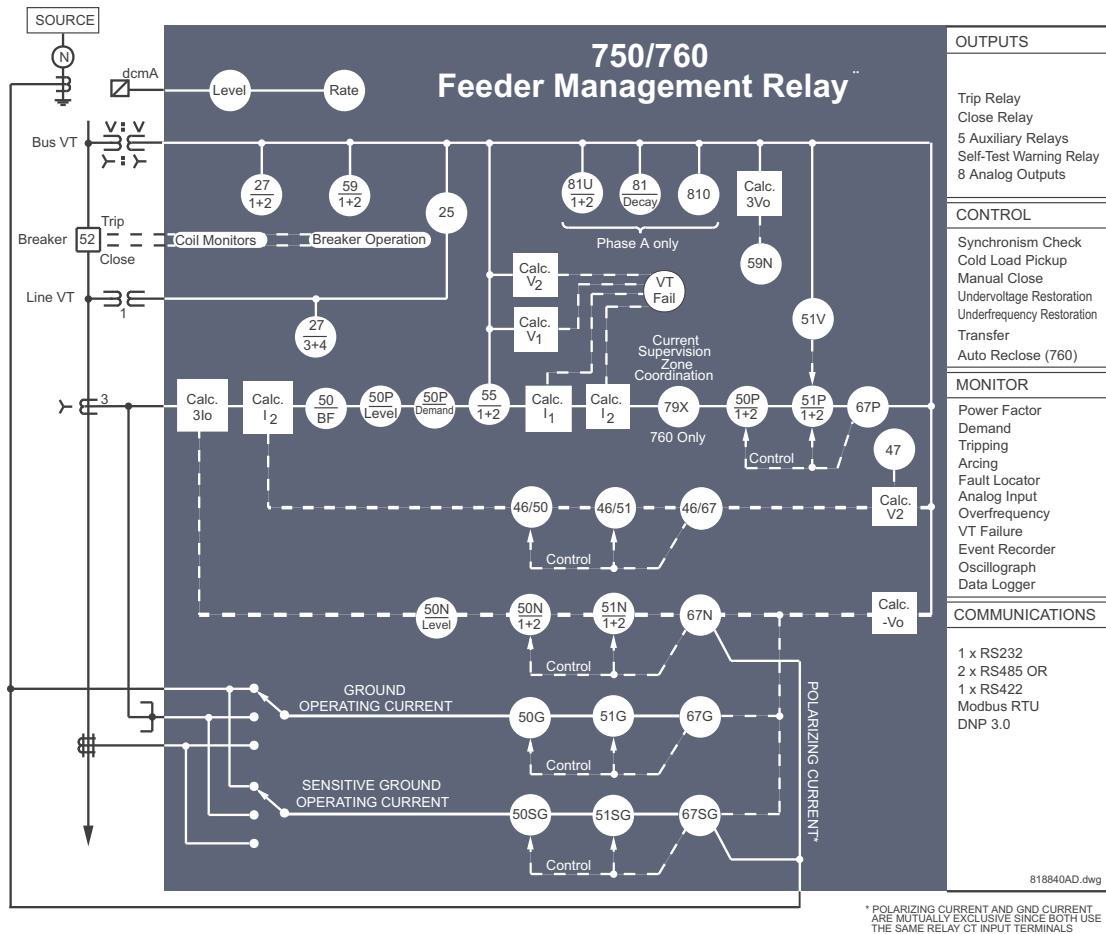 SOURCE
N
dcmA
Level
Rate
750/760
Feeder Management Relay
Bus VT
27
1+2
59
1+2
25
81U
1+2
81
Decay
810
Calc.
3Vo
Phase A only
59N
Breaker
52
Trip
Close
Coil Monitors
Breaker Operation
Line VT
1
27
3+4
Calc.
V2
Calc.
V1
VT
Fail
51V
Current
Supervision
Zone
Coordination
3
Calc.
3Io
Calc.
I 2
50
BF
50P
Level
50P
Demand
55
1+2
Calc.
I1
Calc.
I2
79X
760 Only
50P
1+2
51P
1+2
67P
Control
47
Calc.
V2
46/50
46/51
46/67
Control
50N
Level
50N
1+2
51N
1+2
67N
Calc.
-Vo
Control
GROUND
OPERATING CURRENT
50G
51G
67G
Control
SENSITIVE GROUND
OPERATING CURRENT
50SG
51SG
67SG
Control
POLARIZING CURRENT*
OUTPUTS
Trip Relay
Close Relay
5 Auxiliary Relays
Self-Test Warning Relay
8 Analog Outputs
CONTROL
Synchronism Check
Cold Load Pickup
Manual Close
Undervoltage Restoration
Underfrequency Restoration
Transfer
Auto Reclose (760)
MONITOR
Power Factor
Demand
Tripping
Arcing
Fault Locator
Analog Input
Overfrequency
VT Failure
Event Recorder
Oscillograph
Data Logger
COMMUNICATIONS
1 x RS232
2 x RS485 OR
1 x RS422
Modbus RTU
DNP 3.0
818840AD.dwg
* POLARIZING CURRENT AND GND CURRENT
ARE MUTUALLY EXCLUSIVE SINCE BOTH USE
THE SAME RELAY CT INPUT TERMINALS